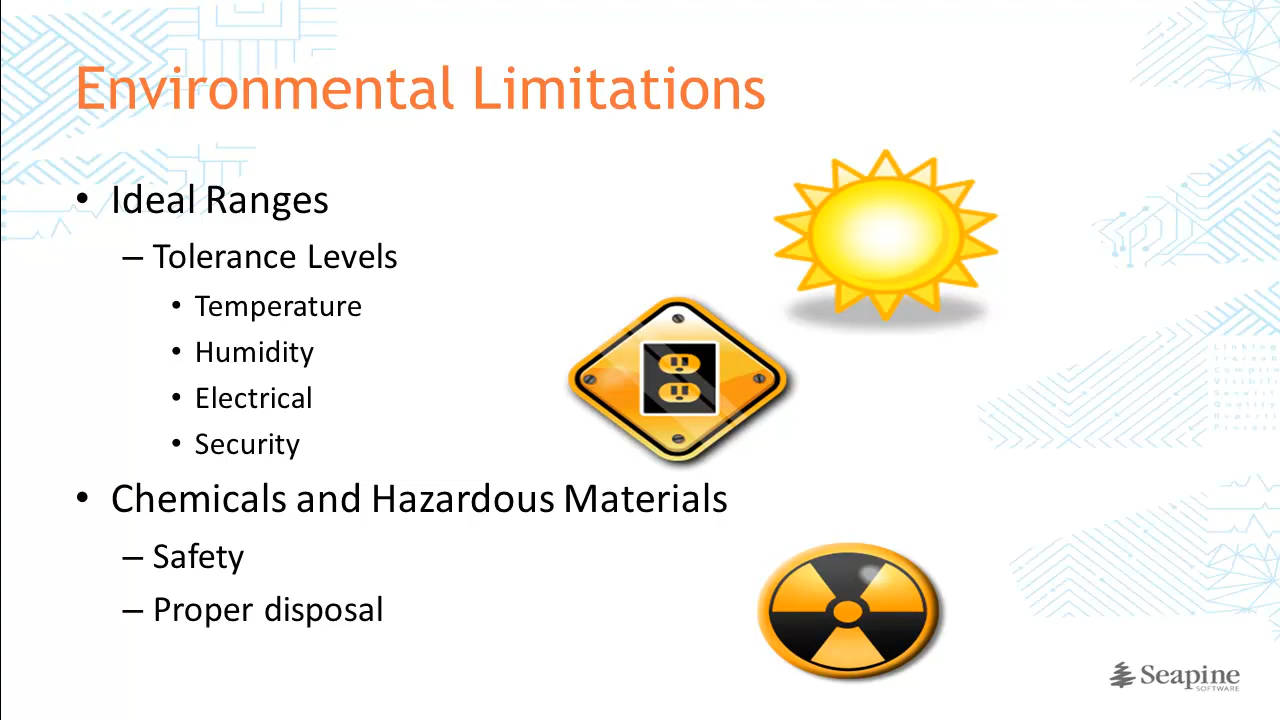 Environmental Limitations
• Ideal Ranges
– Tolerance Levels
• Temperature
• Humidity
• Electrical
• Security
• Chemicals and Hazardous Materials
– Safety
– Proper disposal
Seapine
SOFTWARE